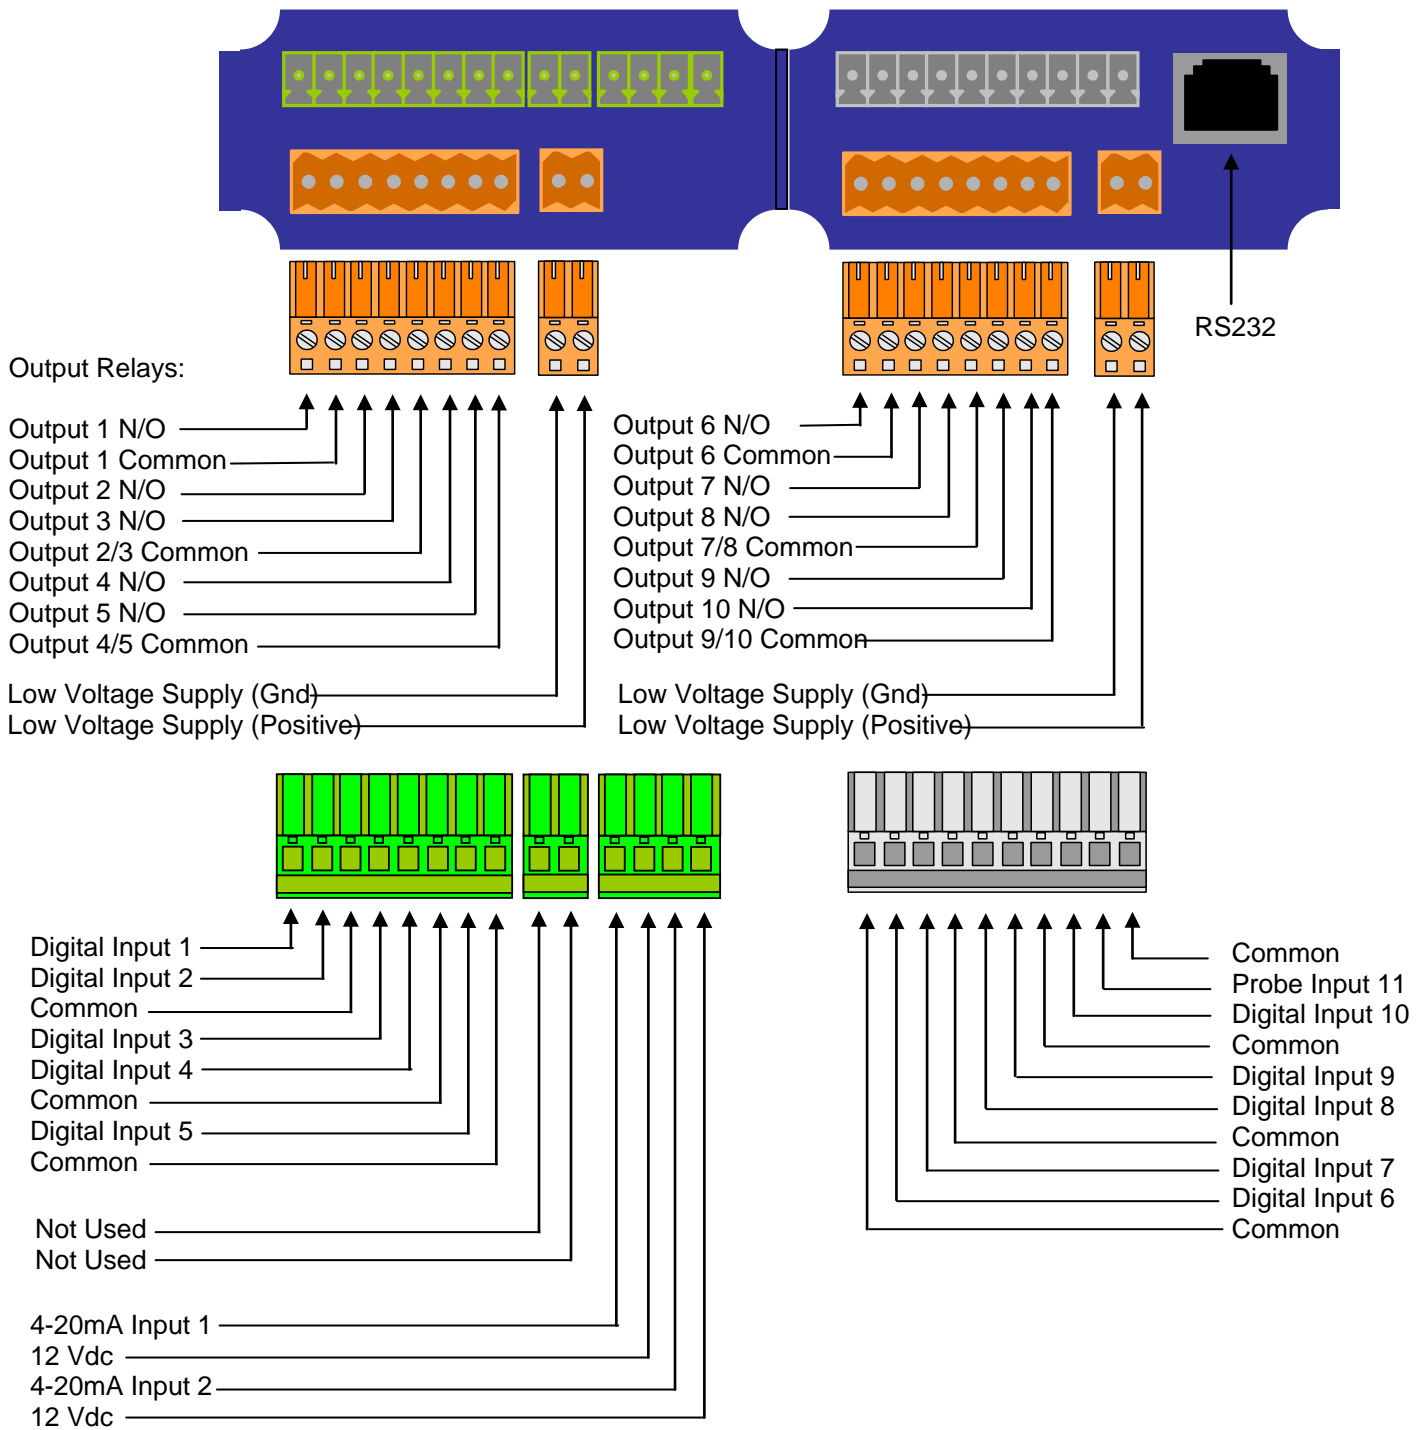 RS232
Output Relays:
Output 1 N/O
Output 1 Common
Output 2 N/O
Output 3 N/O
Output 2/3 Common
Output 4 N/O
Output 5 N/O
Output 4/5 Common
Low Voltage Supply (Gnd)
Low Voltage Supply (Positive)
Output 6 N/O
Output 6 Common
Output 7 N/O
Output 8 N/O
Output 7/8 Common
Output 9 N/O
Output 10 N/O
Output 9/10 Common
Low Voltage Supply (Gnd)
Low Voltage Supply (Positive)
Digital Input 1
Digital Input 2
Common
Digital Input 3
Digital Input 4
Common
Digital Input 5
Common
Not Used
Not Used
4-20mA Input 1
12 Vdc
4-20mA Input 2
12 Vdc
Common
Probe Input 11
Digital Input 10
Common
Digital Input 9
Digital Input 8
Common
Digital Input 7
Digital Input 6
Common